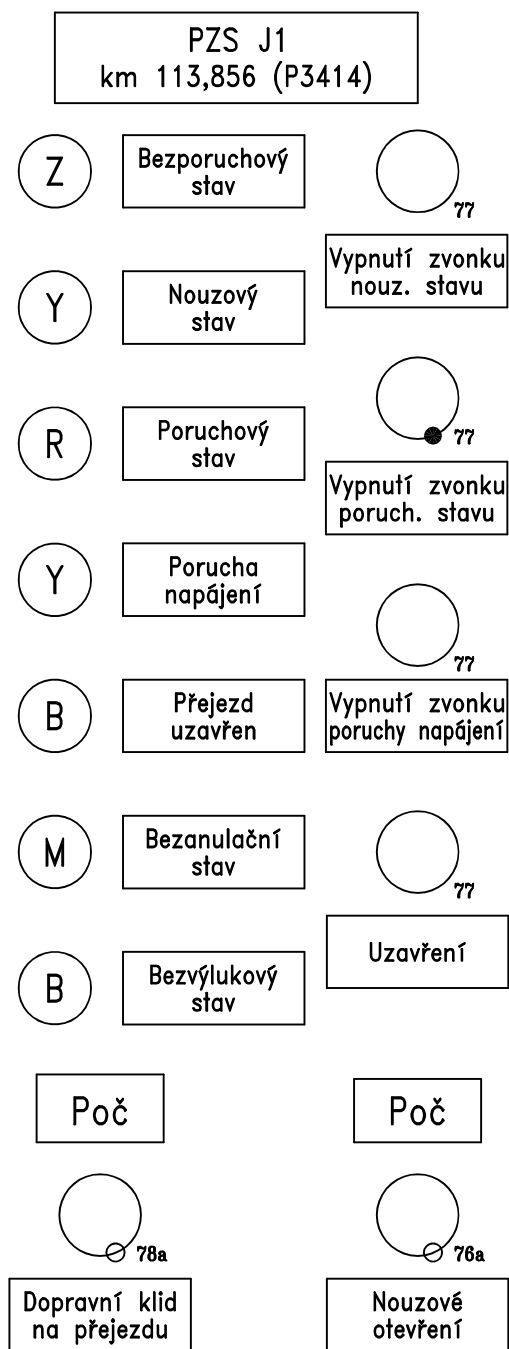 PZS J1
km 113,856 (P3414)
Z
Bezporuchový
stav
77
Vypnutí zvonku
nouz. stavu
Y
Nouzový
stav
R
Poruchový
stav
77
Vypnutí zvonku
poruch. stavu
Y
Porucha
napájení
77
B
Přejezd
uzavřen
Vypnutí zvonku
poruchy napájení
M
Bezanulační
stav
77
Uzavření
B
Bezvýlukový
stav
Poč
Poč
78a
76a
Dopravní klid
na přejezdu
Nouzové
otevření